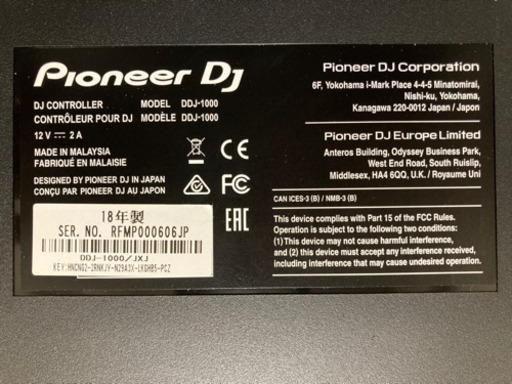 Pioneer Dj
DJ CONTROLLER MODEL DDJ-1000
CONTRÔLEUR POUR DJ MODÈLE DDJ-1000
12 V ⎓ 2 A
MADE IN MALAYSIA
FABRIQUÉ EN MALAISIE
DESIGNED BY PIONEER DJ IN JAPAN
CONÇU PAR PIONEER DJ AU JAPON
CE
FC
EAC
18年製
SER. NO. RFMP000606JP
DDJ-1000/JXJ
Pioneer DJ Corporation
6F, Yokohama i-Mark Place 4-4-5 Minatomirai,
Nishi-ku, Yokohama,
Kanagawa 220-0012 Japan / Japon
Pioneer DJ Europe Limited
Anteros Building, Odyssey Business Park,
West End Road, South Ruislip,
Middlesex, HA4 6QQ, U.K. / Royaume Uni
CAN ICES-3 (B) / NMB-3 (B)
This device complies with Part 15 of the FCC Rules.
Operation is subject to the following two conditions:
(1) This device may not cause harmful interference,
and (2) this device must accept any interference received,
including interference that may cause undesired operation.